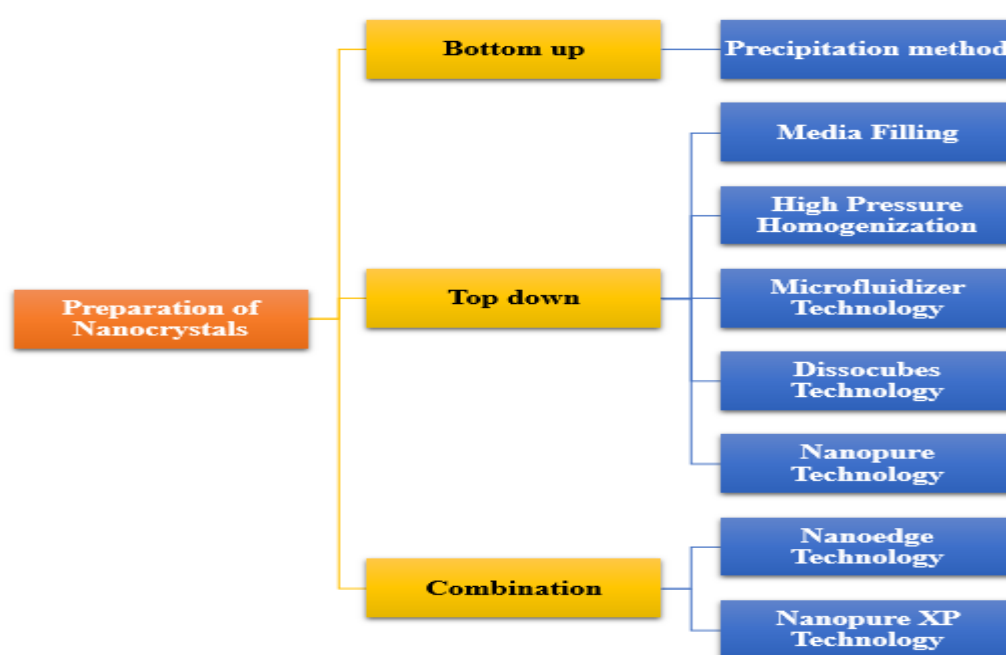 Preparation of
Nanocrystals
Bottom up
Precipitation method
Top down
Media Filling
High Pressure
Homogenization
Microfluidizer
Technology
Dissocubes
Technology
Nanopure
Technology
Combination
Nanoedge
Technology
Nanopure XP
Technology